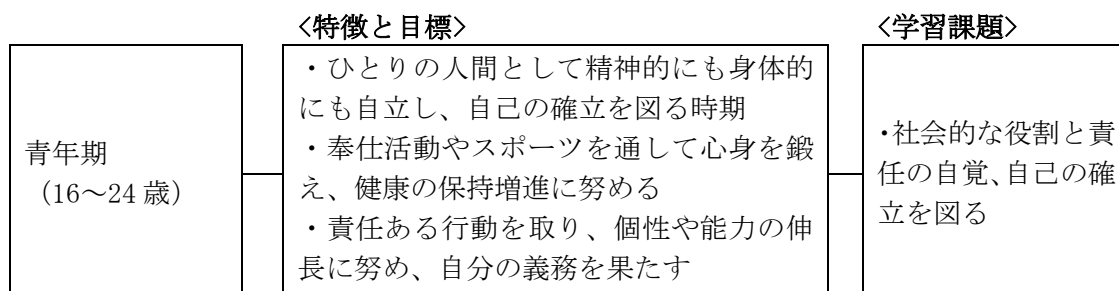 <特徴と目標>
<学習課題>
青年期
（16～24 歳）
・ひとりの人間として精神的にも身体的
にも自立し、自己の確立を図る時期
・奉仕活動やスポーツを通して心身を鍛
え、健康の保持増進に努める
・責任ある行動を取り、個性や能力の伸
長に努め、自分の義務を果たす
・社会的な役割と責
任の自覚、自己の確
立を図る